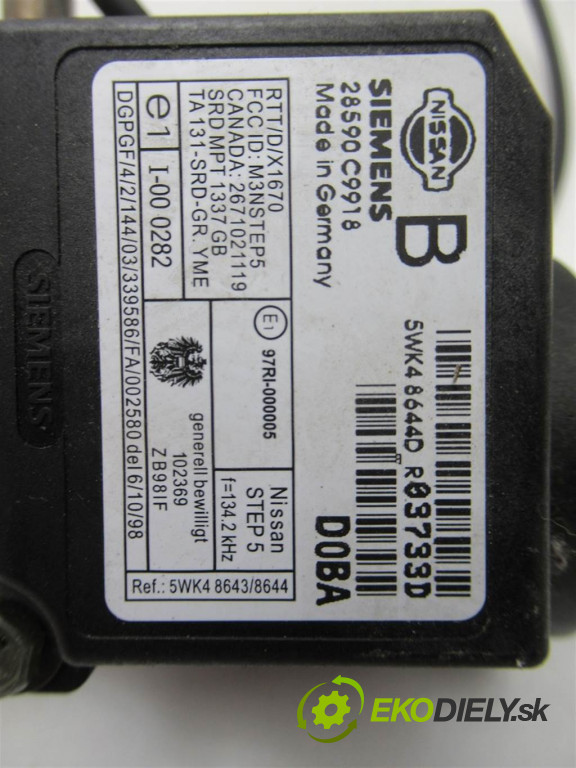 NISSAN
B
SIEMENS
28590 C9918
Made in Germany
5WK4 8644D R03733D
D0BA
RTT/D/X1670
FCC ID: M3NSTEP5
CANADA: 2671021119
SRD MPT 1337 GB
TA131-SRD-GR. YME
E1
97RI-000005
Nissan
STEP 5
f=134.2 kHz
e1
I-00 0282
generell bewilligt
102369
ZB98IF
DGPGF/4/2/144/03/339586/FA/002580 del 6/10/98
Ref.: 5WK4 8643/8644
SIEMENS
EKODIELY.sk